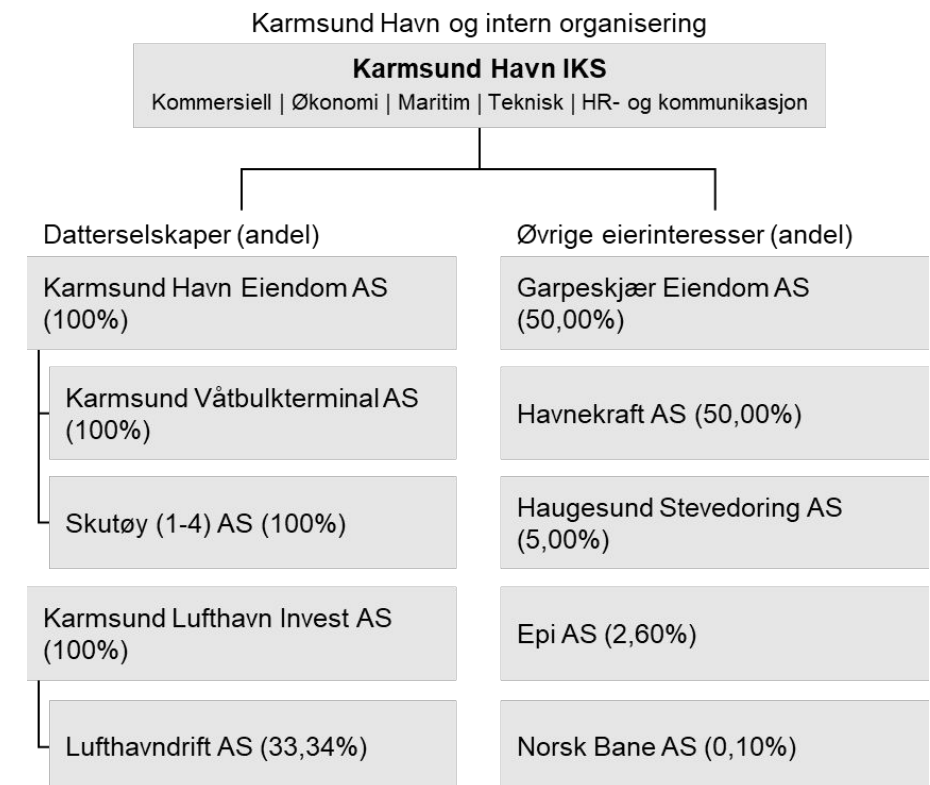 Karmsund Havn og intern organisering
Karmsund Havn IKS
Kommersiell | Økonomi | Maritim | Teknisk | HR- og kommunikasjon
Datterselskaper (andel)
Karmsund Havn Eiendom AS
(100%)
Karmsund Våtbulkterminal AS
(100%)
Skutøy (1-4) AS (100%)
Karmsund Lufthavn Invest AS
(100%)
Lufthavndrift AS (33,34%)
Øvrige eierinteresser (andel)
Garpeskjær Eiendom AS
(50,00%)
Havnekraft AS (50,00%)
Haugesund Stevedoring AS
(5,00%)
Epi AS (2,60%)
Norsk Bane AS (0,10%)